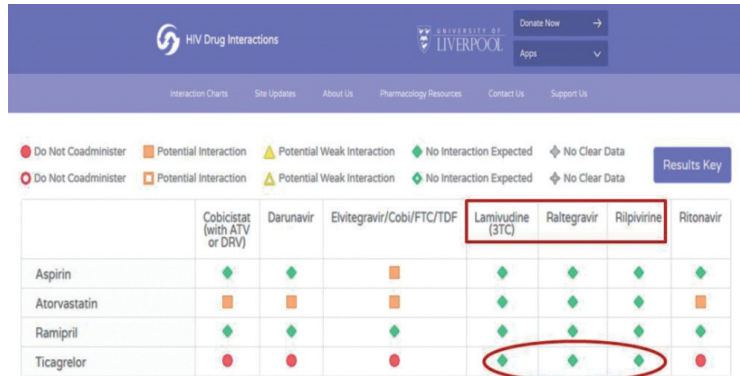 HIV Drug Interactions
UNIVERSITY OF
LIVERPOOL
Donate Now
Apps
Interaction Charts Site Updates About Us Pharmacology Resources Contact Us Support Us
Do Not Coadminister Potential Interaction Potential Weak Interaction No Interaction Expected No Clear Data
Do Not Coadminister Potential Interaction Potential Weak Interaction No Interaction Expected No Clear Data
Results Key
Cobicistat (with ATV or DRV) Darunavir Elvitegravir/Cobi/FTC/TDF Lamivudine (3TC) Raltegravir Rilpivirine Ritonavir
Aspirin
Atorvastatin
Ramipril
Ticagrelor